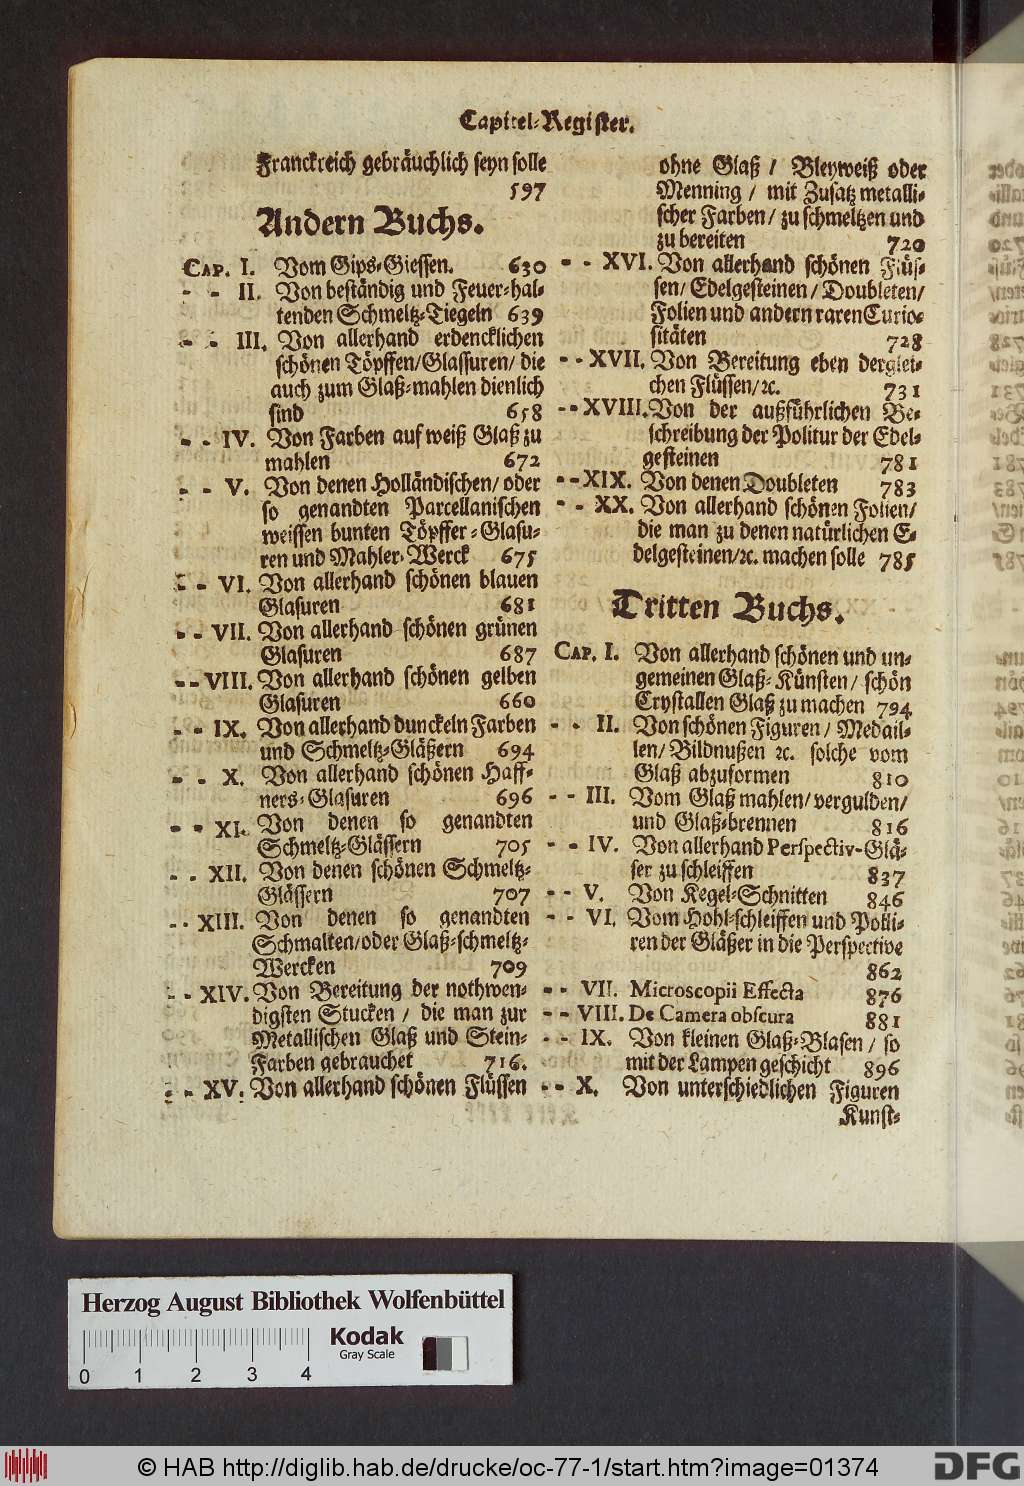 Capitel-Register.
Franckreich gebräuchlich seyn solle
597
Andern Buchs.
CAP. I. Vom Gips-Giessen. 630
- - II. Von beständig und Feuer-hal-
tenden Schmeltz-Tiegeln 639
- - III. Von allerhand erdencklichen
schönen Töpffen/Glassuren/ die
auch zum Glaß-mahlen dienlich
sind 658
- - IV. Von Farben auf weiß Glaß zu
mahlen 672
- - V. Von denen Holländischen/ oder
so genandten Parcellanischen
weissen bunten Töpffer-Glasu-
ren und Mahler-Werck 675
- - VI. Von allerhand schönen blauen
Glasuren 681
- - VII. Von allerhand schönen grünen
Glasuren 687
- - VIII. Von allerhand schönen gelben
Glasuren 660
- - IX. Von allerhand dunckeln Farben
und Schmeltz-Gläßern 694
- - X. Von allerhand schönen Haff-
ners-Glasuren 696
- - XI. Von denen so genandten
Schmeltz-Glässern 705
- - XII. Von denen schönen Schmeltz-
Glässern 707
- - XIII. Von denen so genandten
Schmalten/oder Glaß-schmeltz-
Wercken 709
- - XIV. Von Bereitung der nothwen-
digsten Stucken / die man zur
Metallischen Glaß und Stein-
Farben gebrauchet 716.
- - XV. Von allerhand schönen Flüssen
ohne Glaß / Bleyweiß oder
Menning / mit Zusatz metalli-
scher Farben / zu schmeltzen und
zu bereiten 720
- - XVI. Von allerhand schönen Flüs-
sen/ Edelgesteinen / Doubleten/
Folien und andern raren Curio-
sitäten 728
- - XVII. Von Bereitung eben derglei-
chen Flüssen/ꝛc. 731
- - XVIII. Von der außführlichen Be-
schreibung der Politur der Edel-
gesteinen 781
- - XIX. Von denen Doubleten 783
- - XX. Von allerhand schönen Folien/
die man zu denen natürlichen E-
delgesteinen/ꝛc. machen solle 785
Dritten Buchs.
CAP. I. Von allerhand schönen und un-
gemeinen Glaß-Künsten / schön
Crystallen Glaß zu machen 794
- - II. Von schönen Figuren / Medail-
len/ Bildnußen ꝛc. solche vom
Glaß abzuformen 810
- - III. Vom Glaß mahlen/ vergulden/
und Glaß-brennen 816
- - IV. Von allerhand Perspectiv-Glä-
ser zu schleiffen 837
- - V. Von Kegel-Schnitten 846
- - VI. Vom Hohl-schleiffen und Polli-
ren der Gläßer in die Perspective
862
- - VII. Microscopii Effecta 876
- - VIII. De Camera obscura 881
- - IX. Von kleinen Glaß-Blasen / so
mit der Lampen geschicht 896
- - X. Von unterschiedlichen Figuren
Kunst-
Herzog August Bibliothek Wolfenbüttel
Kodak
Gray Scale
0 1 2 3 4
© HAB http://diglib.hab.de/drucke/oc-77-1/start.htm?image=01374
DFG